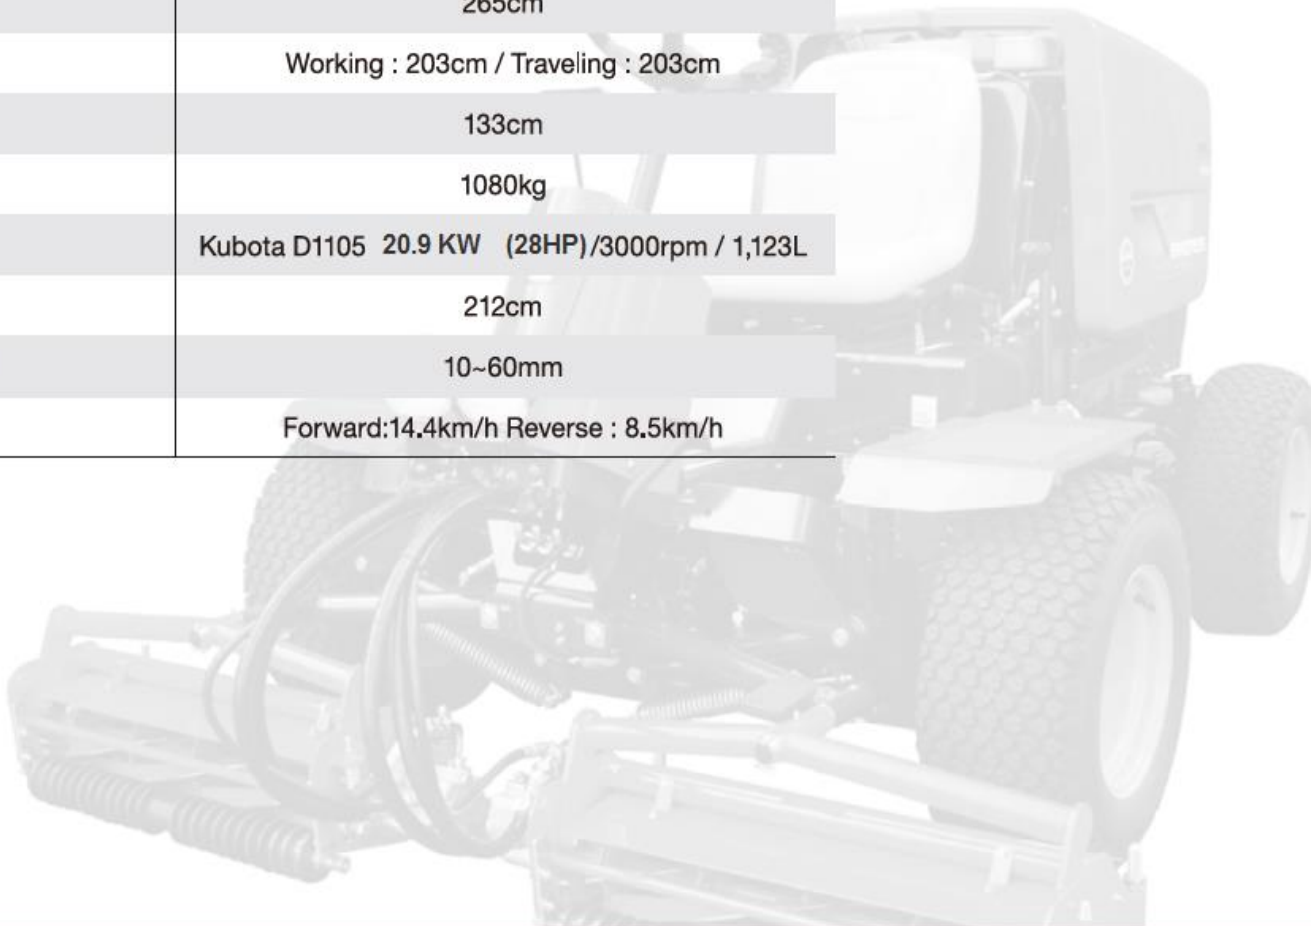 265cm
Working : 203cm / Traveling : 203cm
133cm
1080kg
Kubota D1105 20.9 KW (28HP)/3000rpm / 1,123L
212cm
10~60mm
Forward:14.4km/h Reverse : 8.5km/h